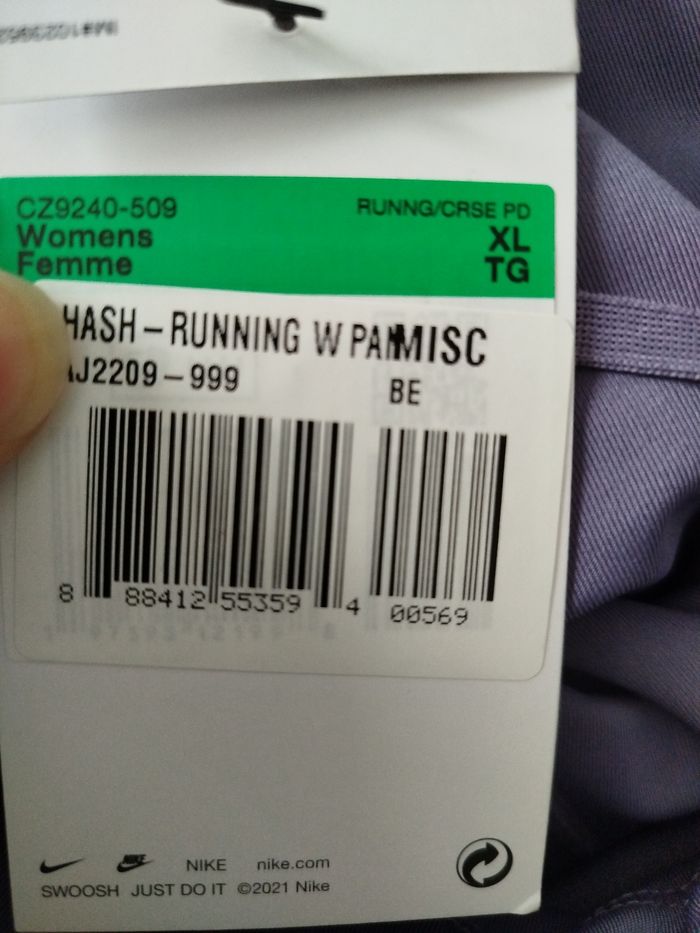 CZ9240-509 RUNNG/CRSE PD
Womens XL
Femme TG
HASH-RUNNING W PANMISC
AJ2209-999
BE
8 88412 55359 4 00569
NIKE nike.com
SWOOSH JUST DO IT ©2021 Nike